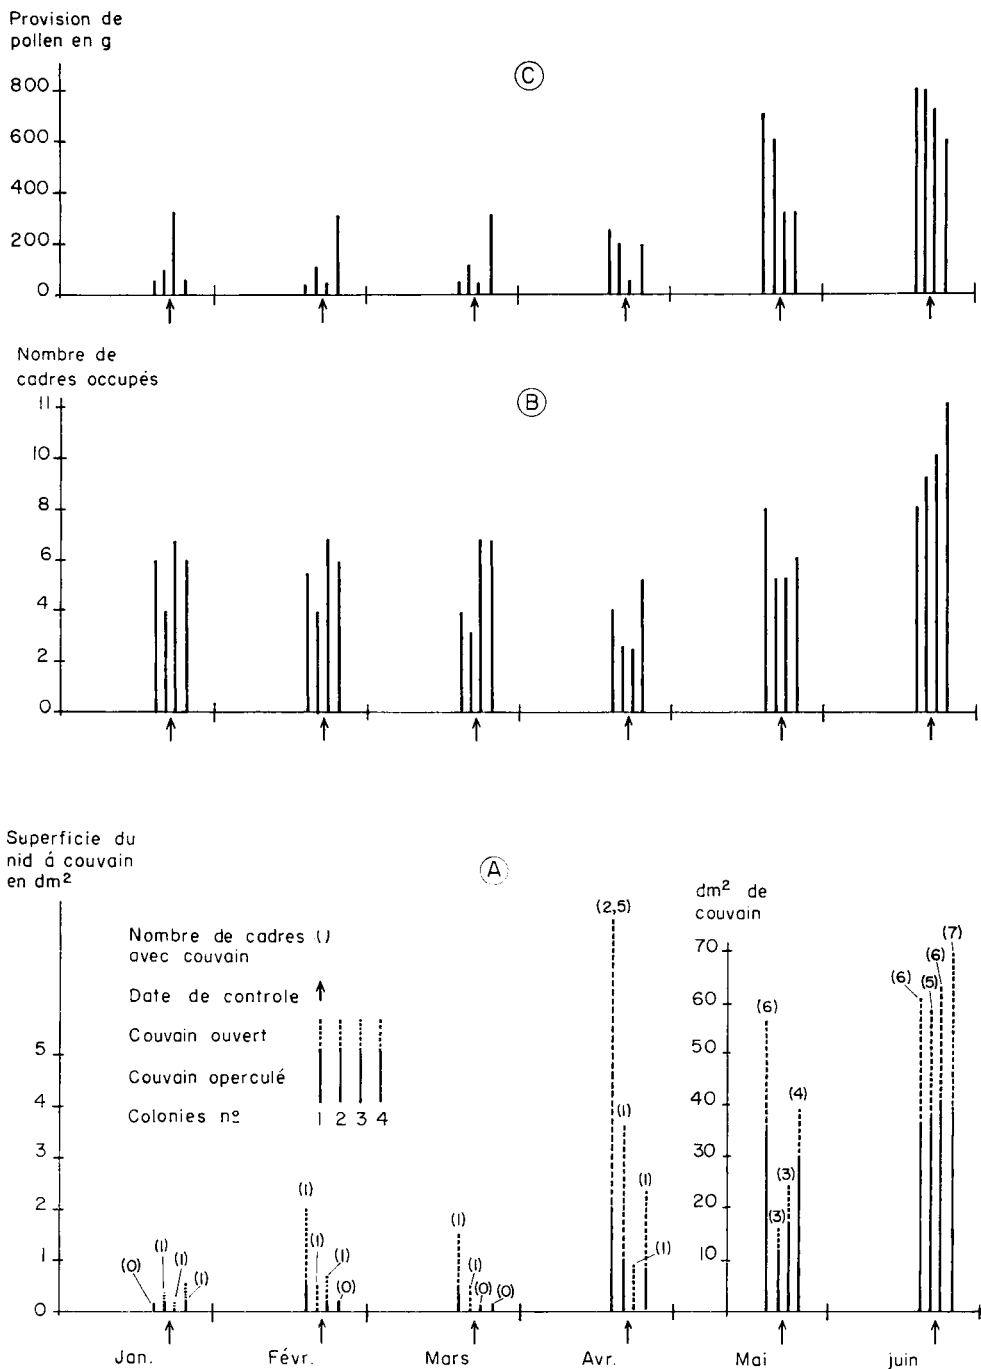 Provision de
pollen en g
C
800
600
400
200
0
Nombre de
cadres occupés
B
11
10
8
6
4
2
0
Superficie du
nid á couvain
en dm²
A
Nombre de cadres ()
avec couvain
Date de controle
Couvain ouvert
Couvain operculé
Colonies nº 1 2 3 4
5
4
3
2
1
0
(0) (1) (1) (1)
(1) (1) (1) (0)
(1) (1) (0) (0)
(2,5) (1) (1) (1)
dm² de
couvain
70
60
50
40
30
20
10
(6) (3) (3) (4)
(6) (5) (6) (7)
Jan. Févr. Mars Avr. Mai juin